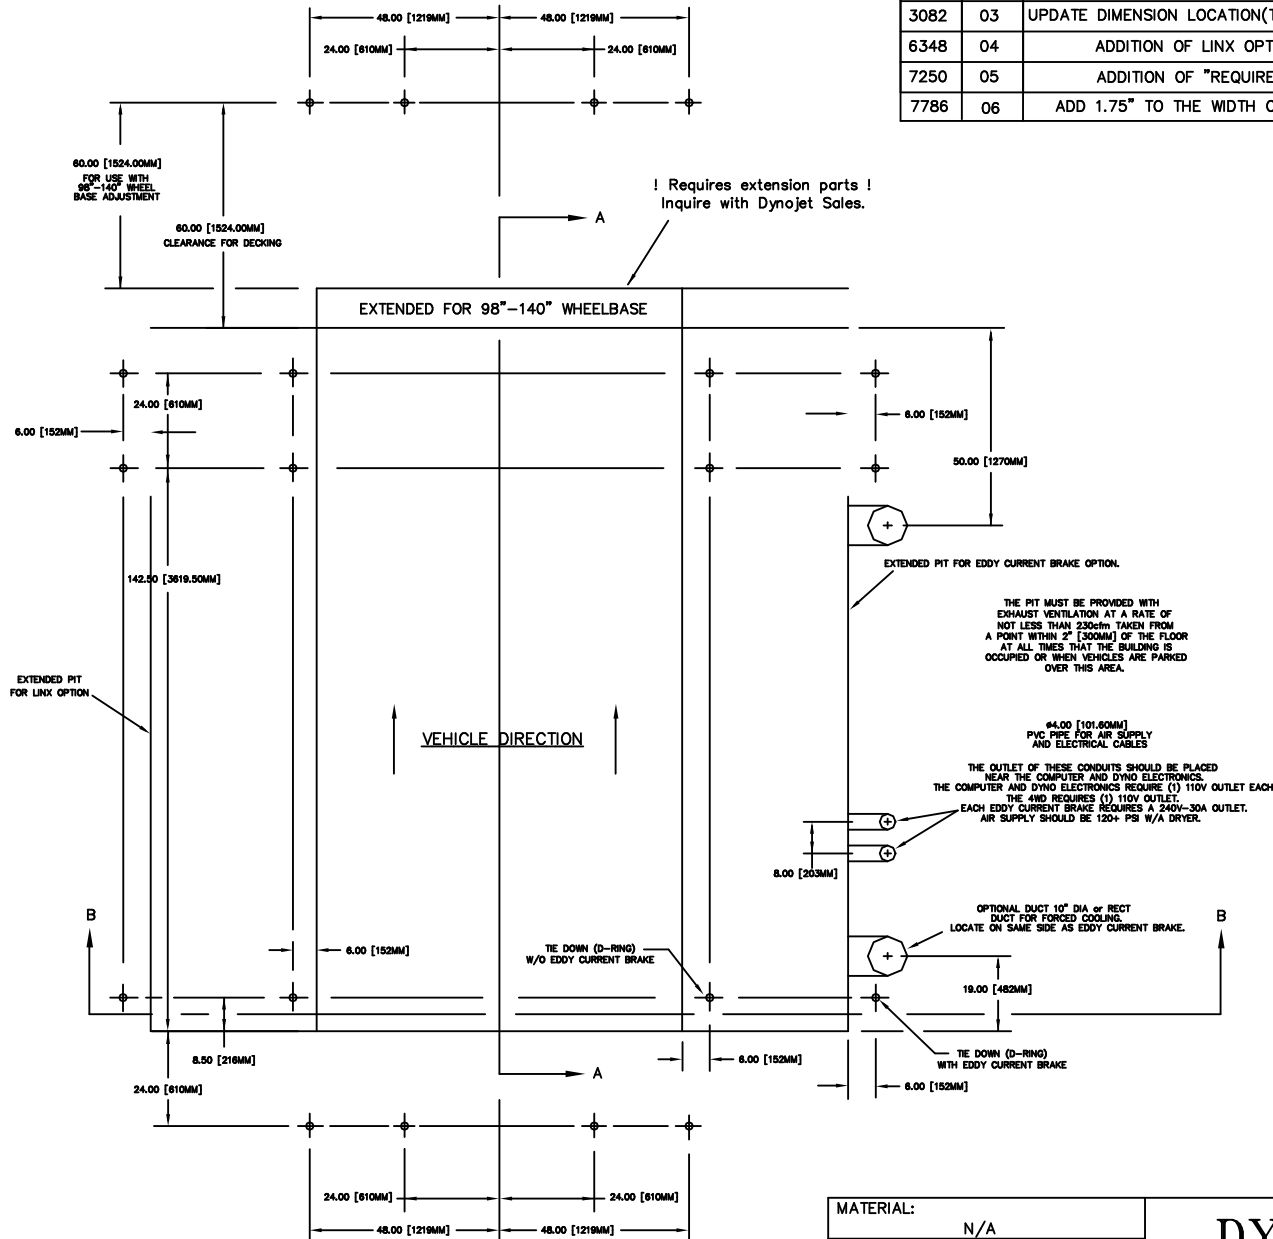 48.00 [1219MM]
48.00 [1219MM]
24.00 [610MM]
24.00 [610MM]
3082 03 UPDATE DIMENSION LOCATION(
6348 04 ADDITION OF LINX OPT
7250 05 ADDITION OF "REQUIRE
7786 06 ADD 1.75" TO THE WIDTH
60.00 [1524.00MM]
FOR USE WITH
98"-140" WHEEL
BASE ADJUSTMENT
! Requires extension parts !
Inquire with Dynojet Sales.
A
60.00 [1524.00MM]
CLEARANCE FOR DECKING
EXTENDED FOR 98"-140" WHEELBASE
24.00 [610MM]
6.00 [152MM]
6.00 [152MM]
50.00 [1270MM]
142.50 [3619.50MM]
EXTENDED PIT FOR EDDY CURRENT BRAKE OPTION.
THE PIT MUST BE PROVIDED WITH
EXHAUST VENTILATION AT A RATE OF
NOT LESS THAN 230cfm TAKEN FROM
A POINT WITHIN 2" [300MM] OF THE FLOOR
AT ALL TIMES THAT THE BUILDING IS
OCCUPIED OR WHEN VEHICLES ARE PARKED
OVER THIS AREA.
EXTENDED PIT
FOR LINX OPTION
VEHICLE DIRECTION
ø4.00 [101.60MM]
PVC PIPE FOR AIR SUPPLY
AND ELECTRICAL CABLES
THE OUTLET OF THESE CONDUITS SHOULD BE PLACED
NEAR THE COMPUTER AND DYNO ELECTRONICS.
THE COMPUTER AND DYNO ELECTRONICS REQUIRE (1) 110V OUTLET EACH
THE 4WD REQUIRES (1) 110V OUTLET.
EACH EDDY CURRENT BRAKE REQUIRES A 240V-30A OUTLET.
AIR SUPPLY SHOULD BE 120+ PSI W/A DRYER.
8.00 [203MM]
OPTIONAL DUCT 10" DIA or RECT
DUCT FOR FORCED COOLING.
LOCATE ON SAME SIDE AS EDDY CURRENT BRAKE.
B
B
6.00 [152MM]
TIE DOWN (D-RING)
W/O EDDY CURRENT BRAKE
19.00 [482MM]
8.50 [216MM]
6.00 [152MM]
TIE DOWN (D-RING)
WITH EDDY CURRENT BRAKE
A
24.00 [610MM]
6.00 [152MM]
24.00 [610MM]
24.00 [610MM]
48.00 [1219MM]
48.00 [1219MM]
MATERIAL:
N/A
DY